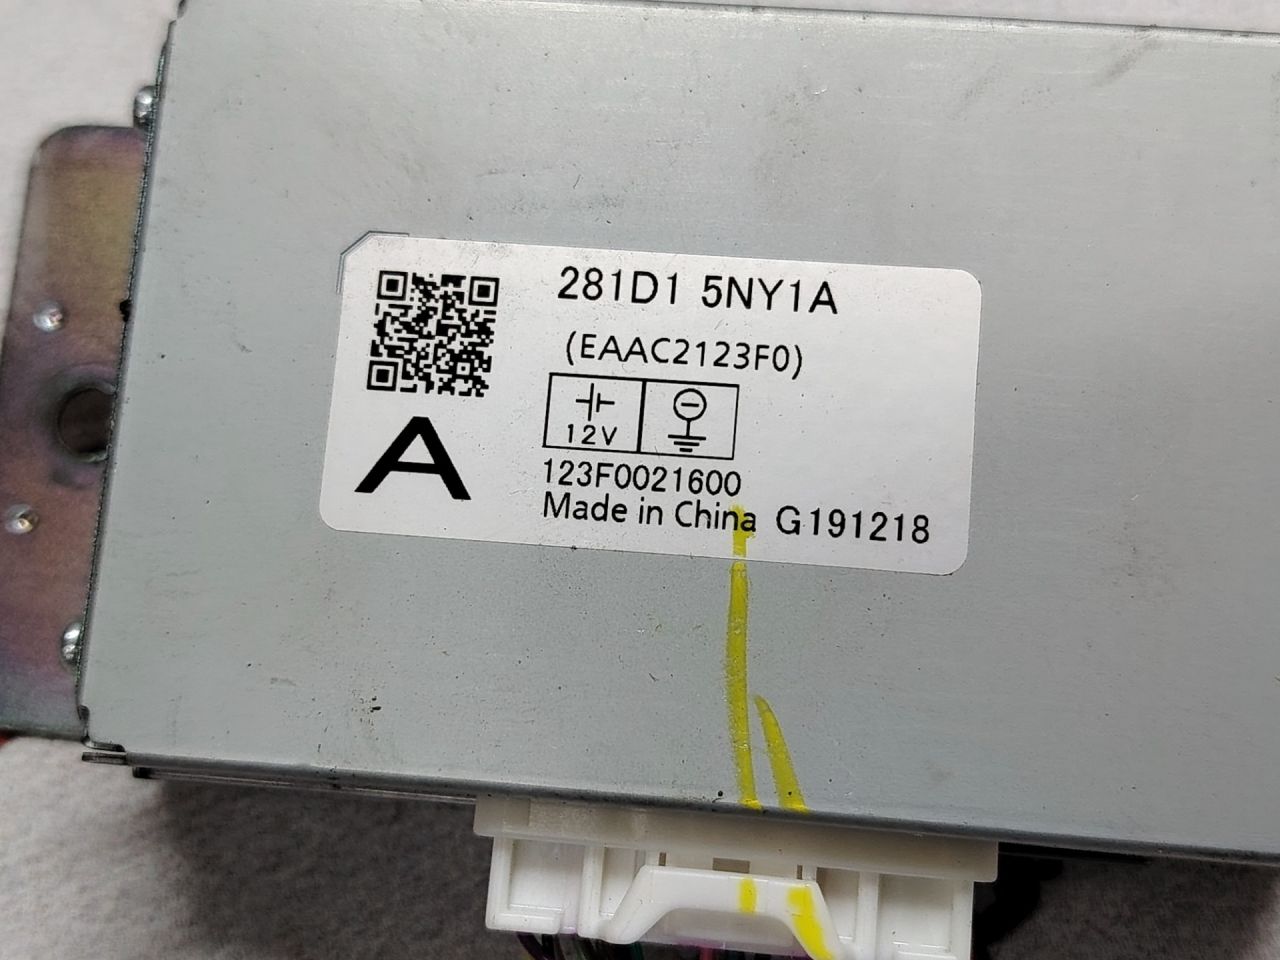 281D1 5NY1A
(EAAC2123F0)
12V
A
123F0021600
Made in China G191218